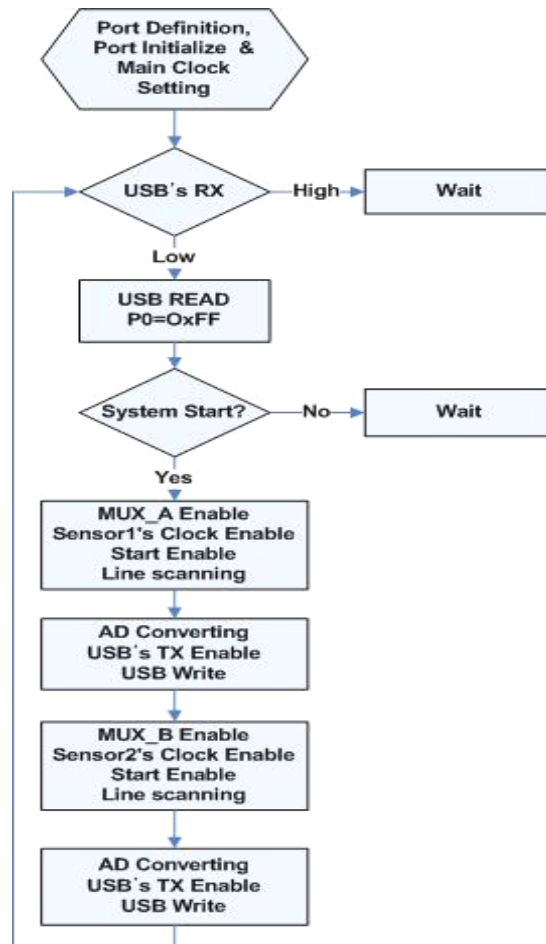 Port Definition,
Port Initialize &
Main Clock
Setting
USB's RX
High
Wait
Low
USB READ
P0=OxFF
System Start?
No
Wait
Yes
MUX_A Enable
Sensor1's Clock Enable
Start Enable
Line scanning
AD Converting
USB's TX Enable
USB Write
MUX_B Enable
Sensor2's Clock Enable
Start Enable
Line scanning
AD Converting
USB's TX Enable
USB Write